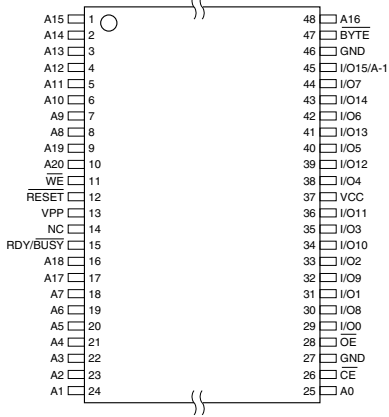 A15 1 48 A16
A14 2 47 BYTE
A13 3 46 GND
A12 4 45 I/O15/A-1
A11 5 44 I/O7
A10 6 43 I/O14
A9 7 42 I/O6
A8 8 41 I/O13
A19 9 40 I/O5
A20 10 39 I/O12
WE 11 38 I/O4
RESET 12 37 VCC
VPP 13 36 I/O11
NC 14 35 I/O3
RDY/BUSY 15 34 I/O10
A18 16 33 I/O2
A17 17 32 I/O9
A7 18 31 I/O1
A6 19 30 I/O8
A5 20 29 I/O0
A4 21 28 OE
A3 22 27 GND
A2 23 26 CE
A1 24 25 A0